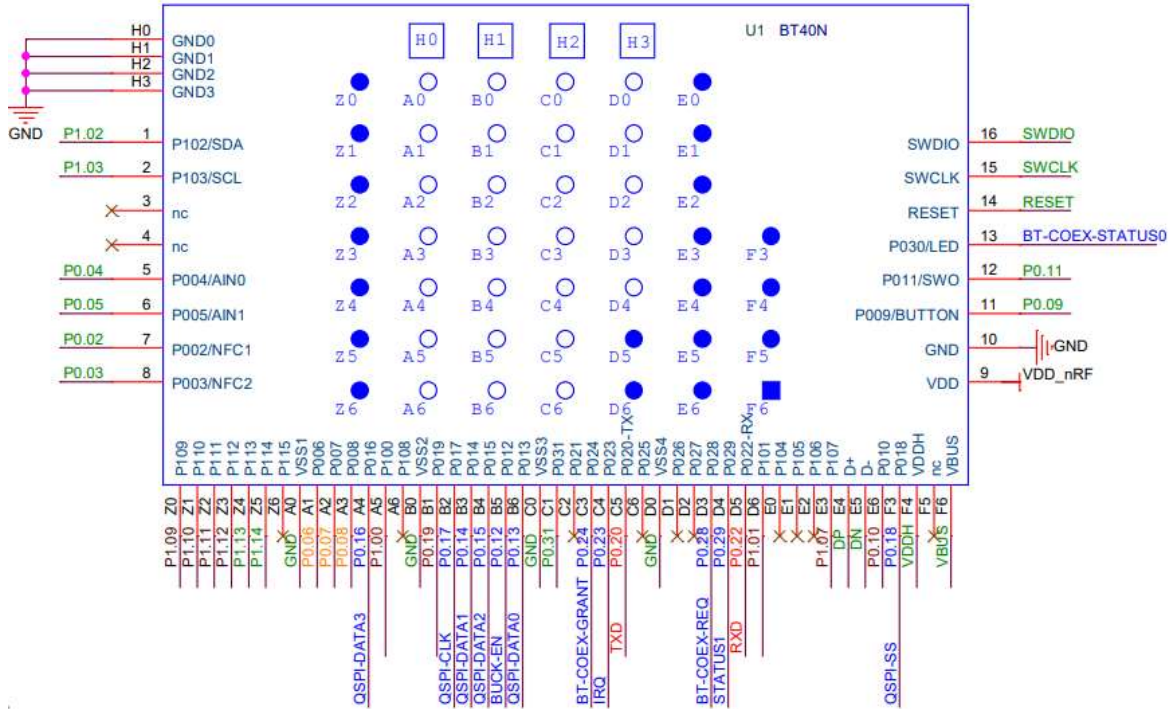 U1 BT40N
H0 GND0
H1 GND1
H2 GND2
H3 GND3
GND
H0 H1 H2 H3
Z0 A0 B0 C0 D0 E0
Z1 A1 B1 C1 D1 E1
Z2 A2 B2 C2 D2 E2
Z3 A3 B3 C3 D3 E3 F3
Z4 A4 B4 C4 D4 E4 F4
Z5 A5 B5 C5 D5 E5 F5
Z6 A6 B6 C6 D6 E6 F6
P1.02 1 P102/SDA
P1.03 2 P103/SCL
3 nc
4 nc
P0.04 5 P004/AIN0
P0.05 6 P005/AIN1
P0.02 7 P002/NFC1
P0.03 8 P003/NFC2
SWDIO 16 SWDIO
SWCLK 15 SWCLK
RESET 14 RESET
P030/LED 13 BT-COEX-STATUS0
P011/SWO 12 P0.11
P009/BUTTON 11 P0.09
GND 10 GND
VDD 9 VDD_nRF
P109 P110 P111 P112 P113 P114 P115 VSS1 P006 P007 P008 P016 P100 P108 VSS2 P019 P017 P014 P015 P012 P013 VSS3 P031 P021 P024 P023 P020-TX P025 VSS4 P026 P027 P028 P029 P022-RX P101 P104 P105 P106 P107 D+ D- P010 P018 VDDH nc VBUS
Z0 Z1 Z2 Z3 Z4 Z5 Z6 A0 A1 A2 A3 A4 A5 A6 B0 B1 B2 B3 B4 B5 B6 C0 C1 C2 C3 C4 C5 C6 D0 D1 D2 D3 D4 D5 D6 E0 E1 E2 E3 E4 E5 E6 F3 F4 F5 F6
P1.09 P1.10 P1.11 P1.12 P1.13 P1.14 GND P0.06 P0.07 P0.08 P0.16 P1.00 GND P0.19 P0.17 P0.14 P0.15 P0.12 P0.13 GND P0.31 P0.24 P0.23 P0.20 GND P0.28 P0.29 P0.22 P1.01 P1.07 DP DN P0.10 P0.18 VDDH VBUS
QSPI-DATA3 QSPI-CLK QSPI-DATA1 QSPI-DATA2 BUCK-EN QSPI-DATA0 BT-COEX-GRANT IRQ TXD BT-COEX-REQ STATUS1 RXD QSPI-SS